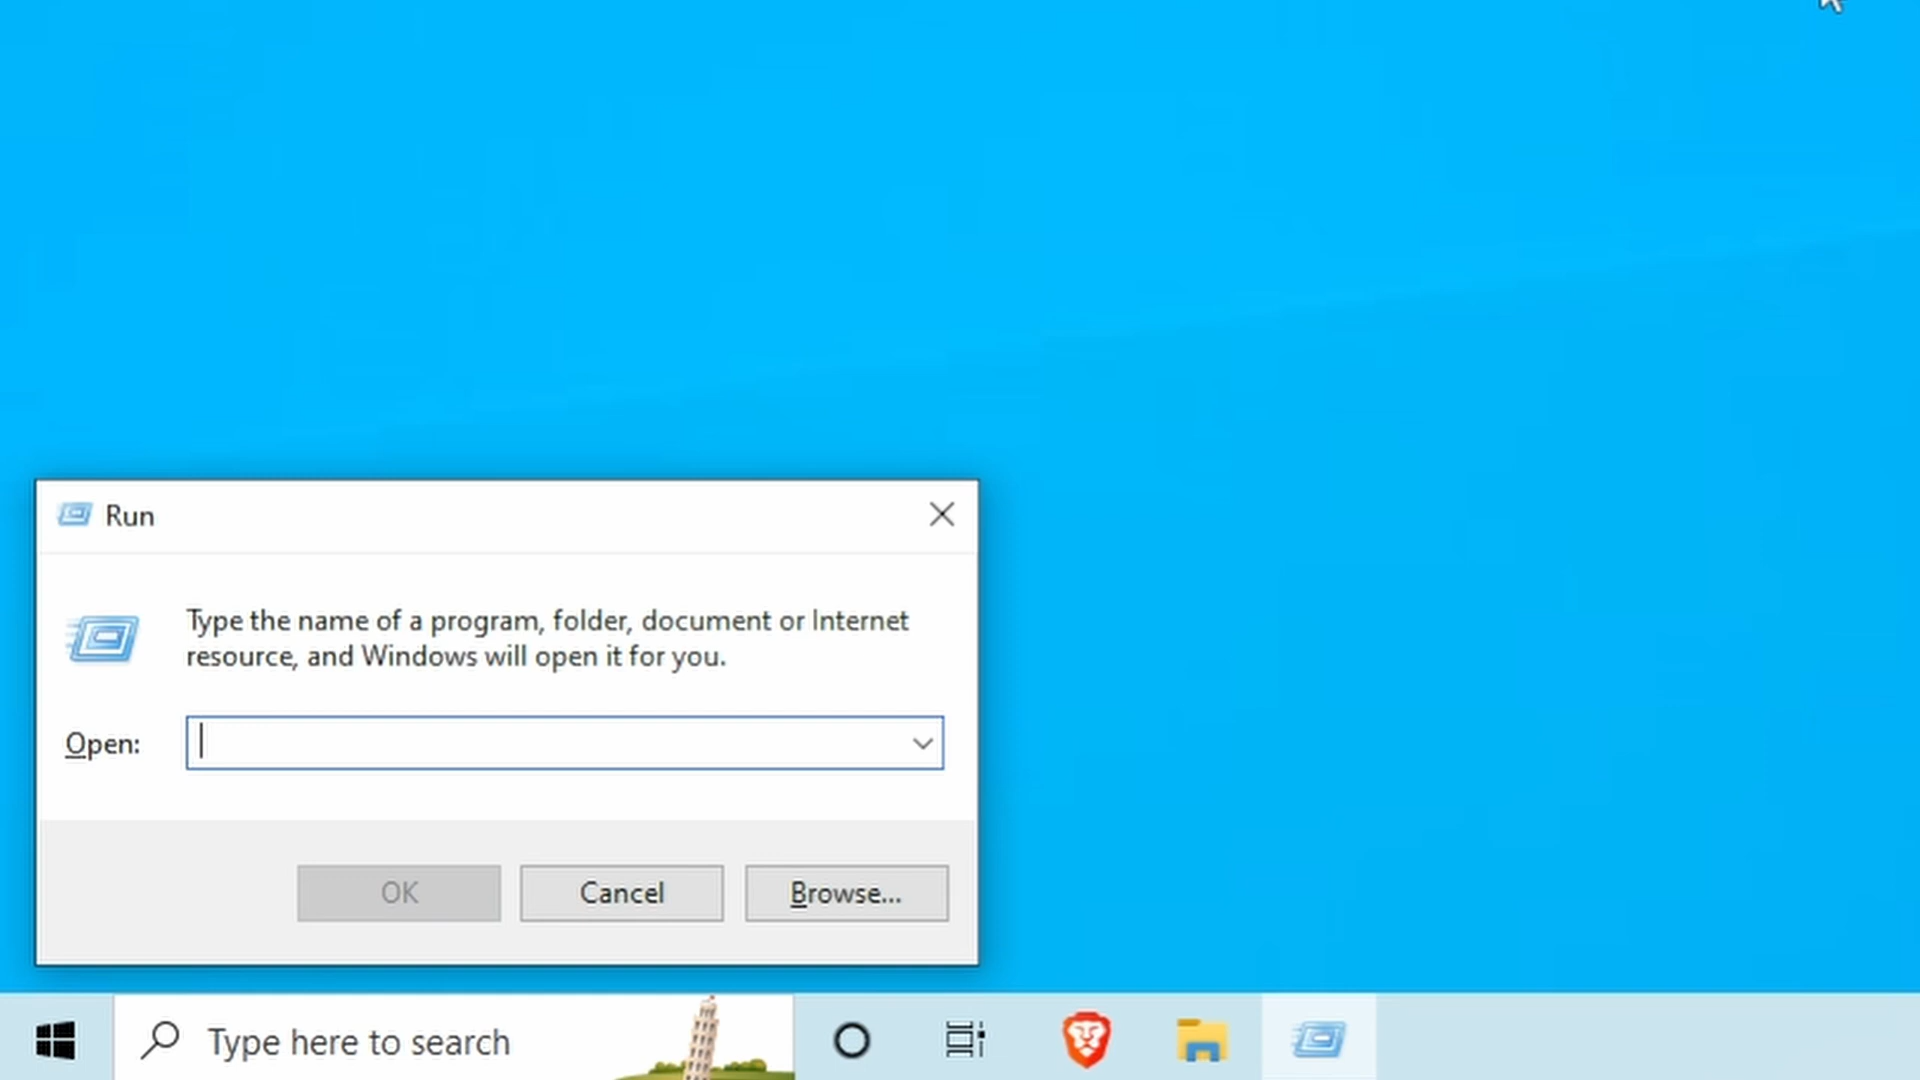 Run
Type the name of a program, folder, document or Internet
resource, and Windows will open it for you.
Open:
OK
Cancel
Browse...
Type here to search